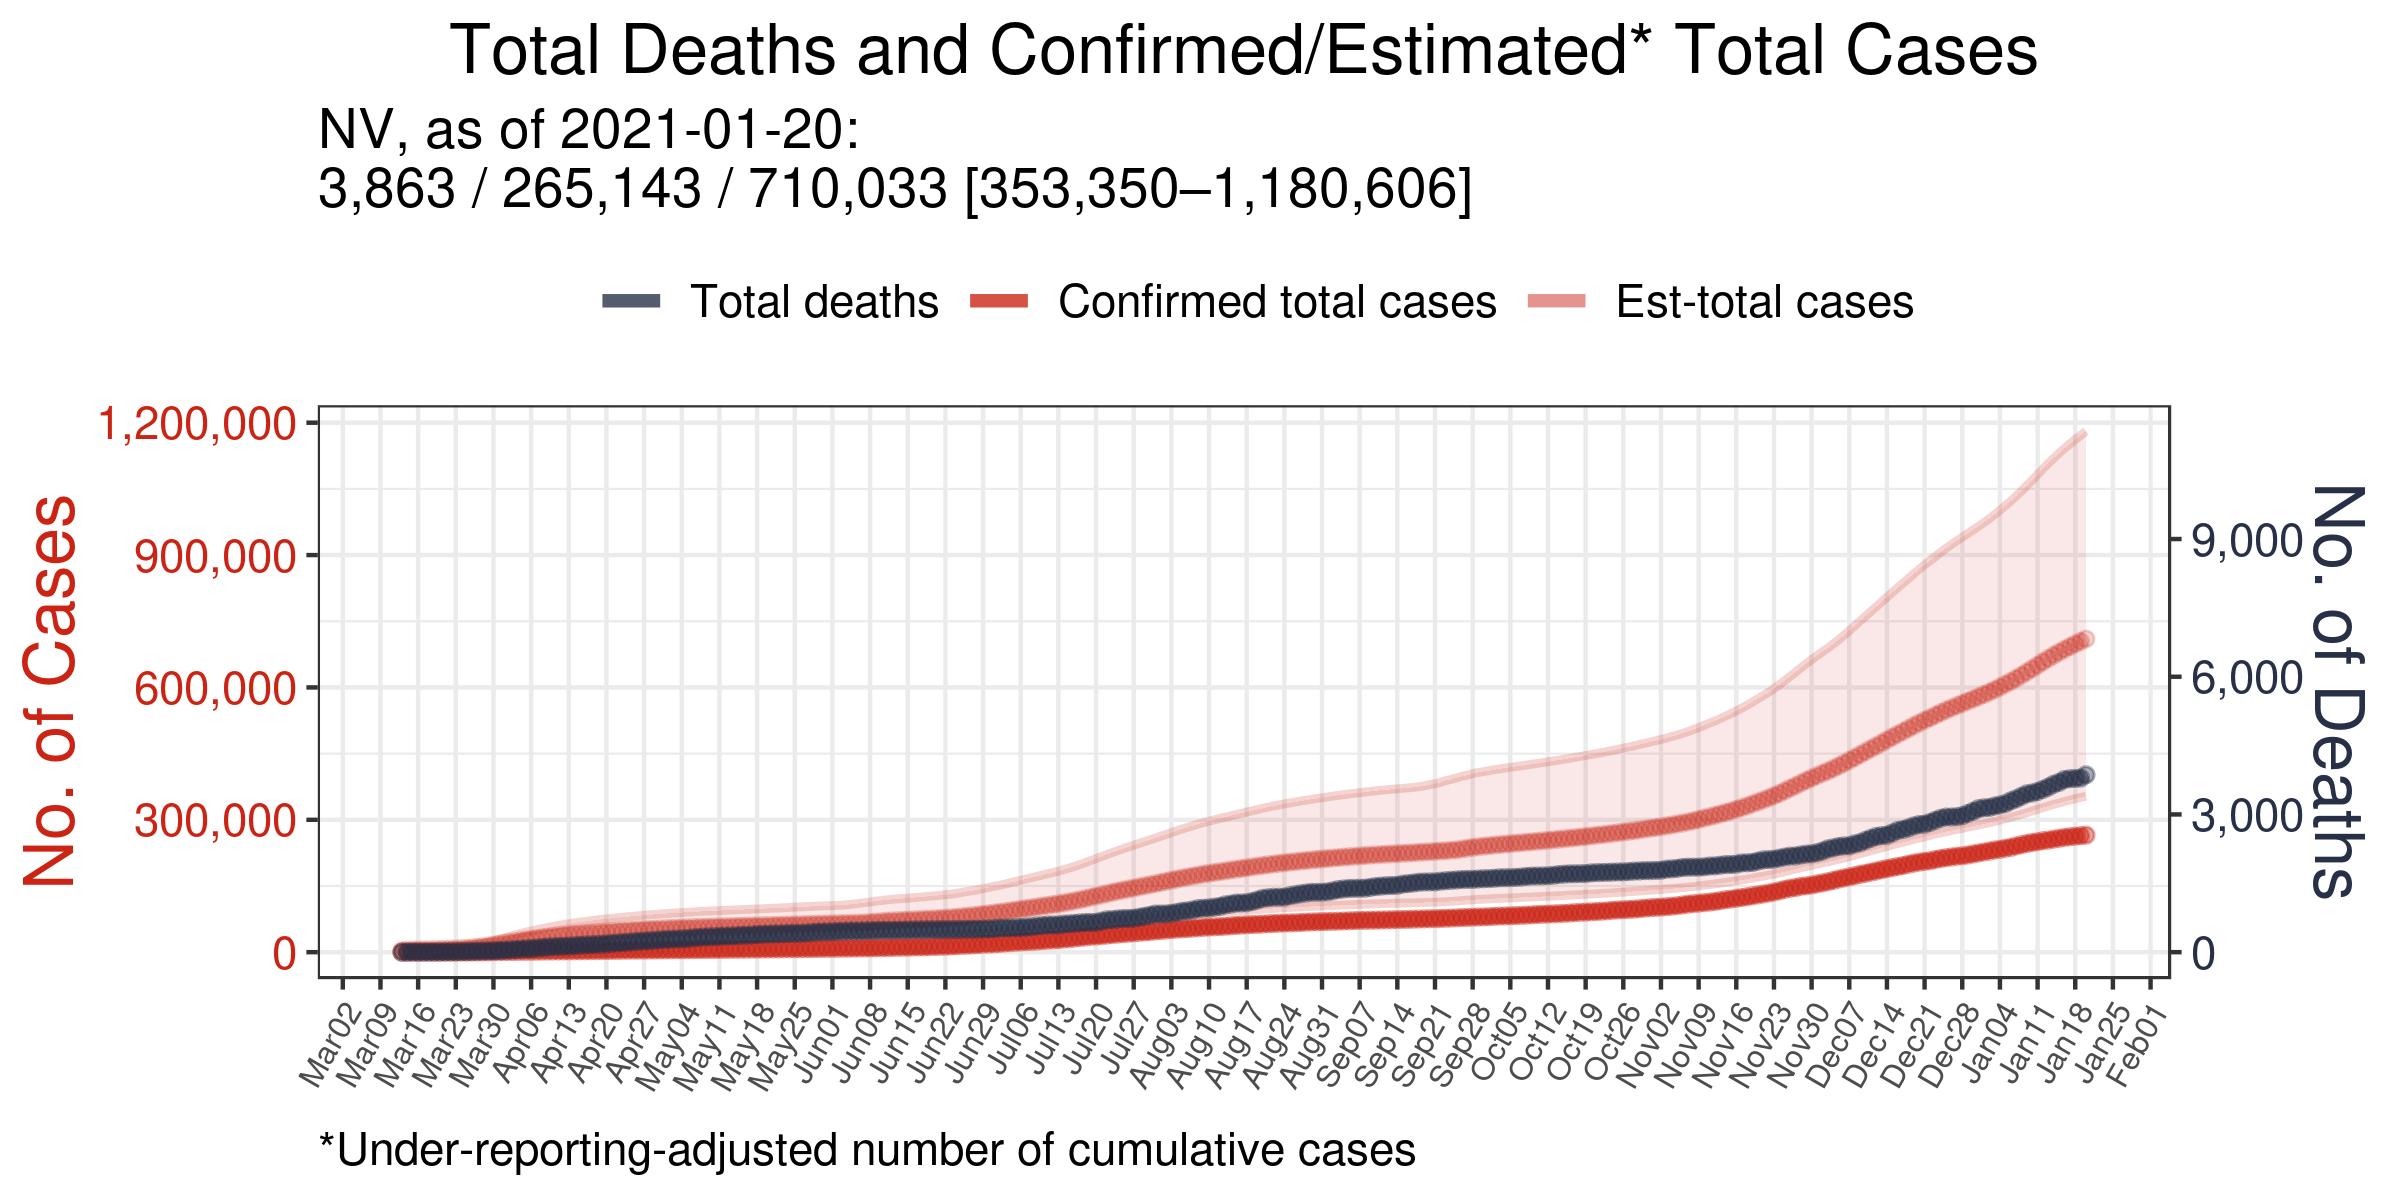 Total Deaths and Confirmed/Estimated* Total Cases
NV, as of 2021-01-20:
3,863 / 265,143 / 710,033 [353,350–1,180,606]
Total deaths
Confirmed total cases
Est-total cases
No. of Cases
1,200,000
900,000
600,000
300,000
0
9,000
6,000
3,000
0
No. of Deaths
Mar02
Mar09
Mar16
Mar23
Mar30
Apr06
Apr13
Apr20
Apr27
May04
May11
May18
May25
Jun01
Jun08
Jun15
Jun22
Jun29
Jul06
Jul13
Jul20
Jul27
Aug03
Aug10
Aug17
Aug24
Aug31
Sep07
Sep14
Sep21
Sep28
Oct05
Oct12
Oct19
Oct26
Nov02
Nov09
Nov16
Nov23
Nov30
Dec07
Dec14
Dec21
Dec28
Jan04
Jan11
Jan18
Jan25
Feb01
*Under-reporting-adjusted number of cumulative cases